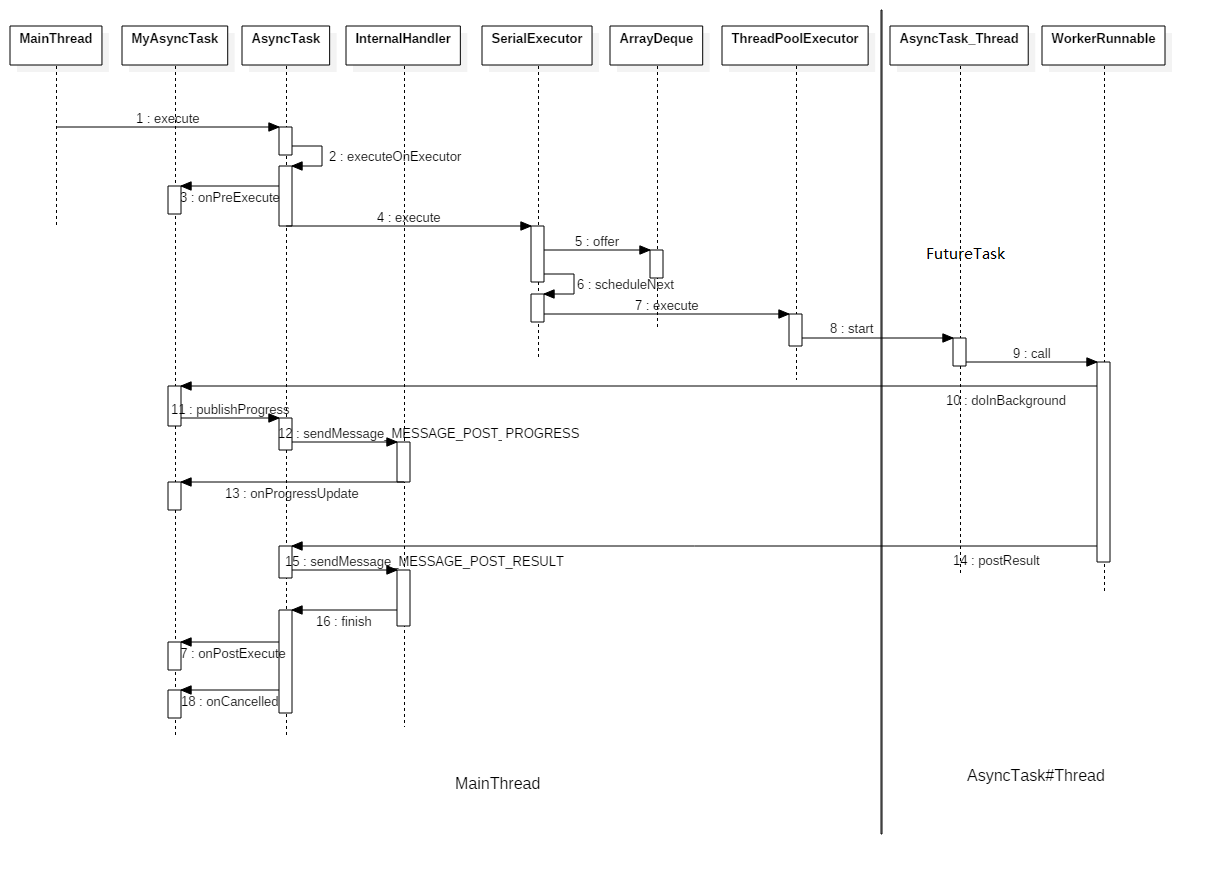 MainThread
MyAsyncTask
AsyncTask
InternalHandler
SerialExecutor
ArrayDeque
ThreadPoolExecutor
AsyncTask_Thread
WorkerRunnable
1 : execute
2 : executeOnExecutor
3 : onPreExecute
4 : execute
5 : offer
FutureTask
6 : scheduleNext
7 : execute
8 : start
9 : call
10 : doInBackground
11 : publishProgress
12 : sendMessage_MESSAGE_POST_ PROGRESS
13 : onProgressUpdate
14 : postResult
15 : sendMessage_MESSAGE_POST_RESULT
16 : finish
7 : onPostExecute
18 : onCancelled
MainThread
AsyncTask#Thread